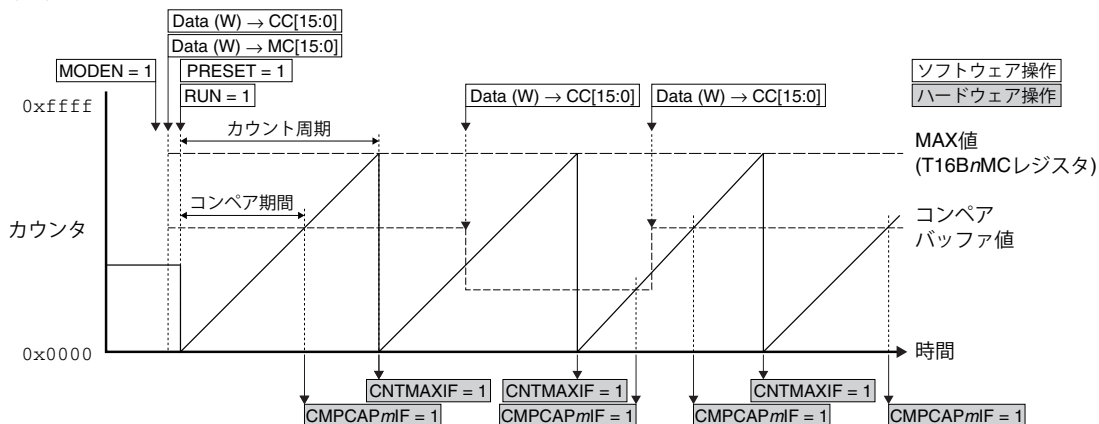 Data (W) → CC[15:0]
Data (W) → MC[15:0]
MODEN = 1
PRESET = 1
RUN = 1
Data (W) → CC[15:0]
Data (W) → CC[15:0]
ソフトウェア操作
ハードウェア操作
0xffff
カウント周期
MAX値
(T16BnMCレジスタ)
コンペア期間
コンペア
バッファ値
カウンタ
0x0000
時間
CNTMAXIF = 1
CNTMAXIF = 1
CNTMAXIF = 1
CMPCAPmIF = 1
CMPCAPmIF = 1
CMPCAPmIF = 1
CMPCAPmIF = 1